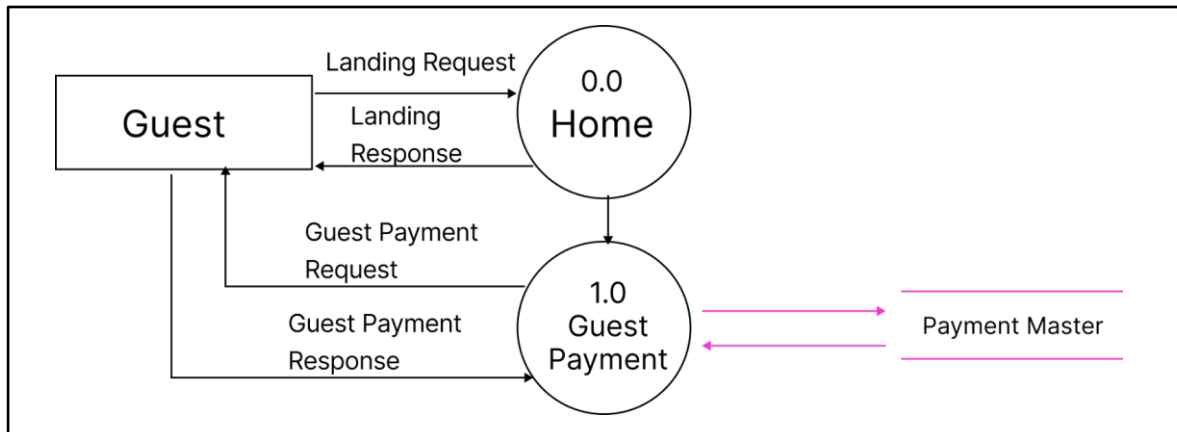 Landing Request
0.0
Home
Guest
Landing
Response
Guest Payment
Request
1.0
Guest
Payment
Guest Payment
Response
Payment Master